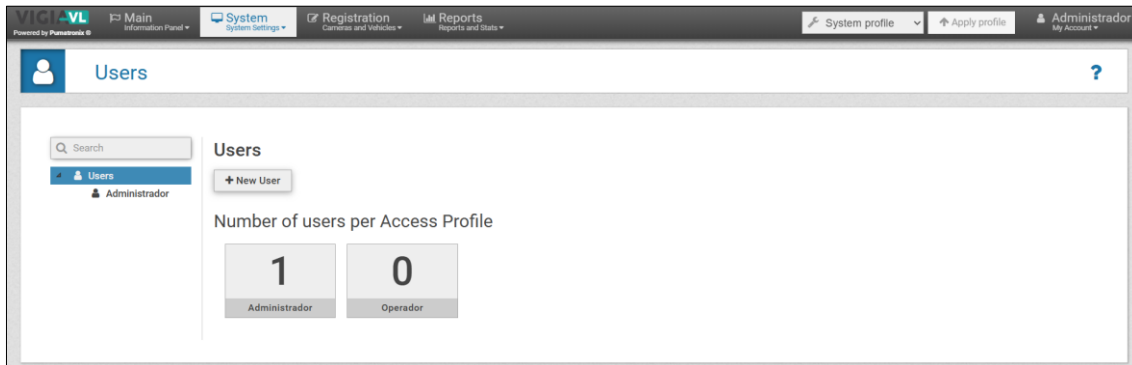 VIGIA VL
Powered by Pumatronix ®
Main
Information Panel
System
System Settings
Registration
Cameras and Vehicles
Reports
Reports and Stats
System profile
Apply profile
Administrador
My Account
Users
?
Search
Users
Administrador
Users
+ New User
Number of users per Access Profile
1
Administrador
0
Operador